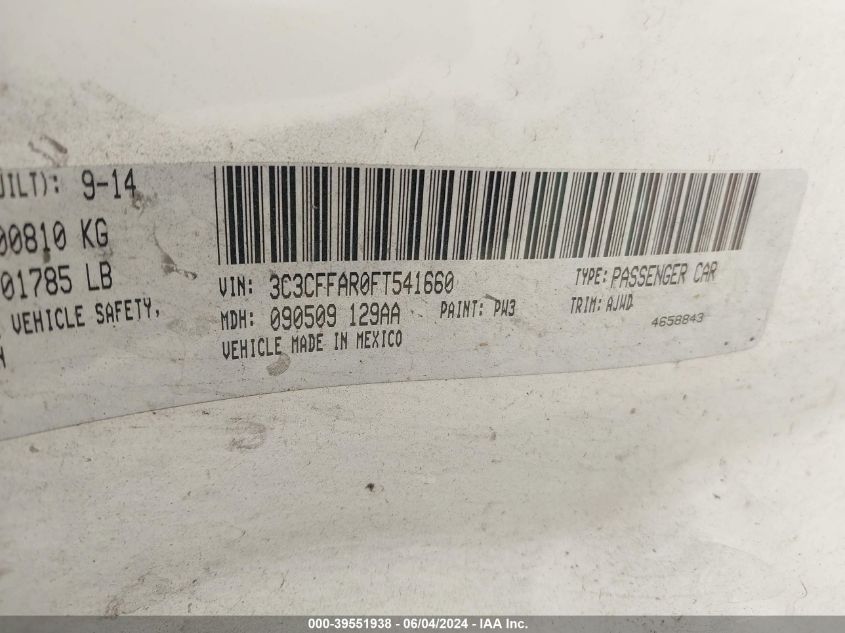 UILT): 9-14
00810 KG
01785 LB
VEHICLE SAFETY,
VIN: 3C3CFFAR0FT541660 TYPE: PASSENGER CAR
MDH: 090509 129AA PAINT: PW3 TRIM: AJWD
VEHICLE MADE IN MEXICO 4658843
000-39551938 - 06/04/2024 - IAA Inc.